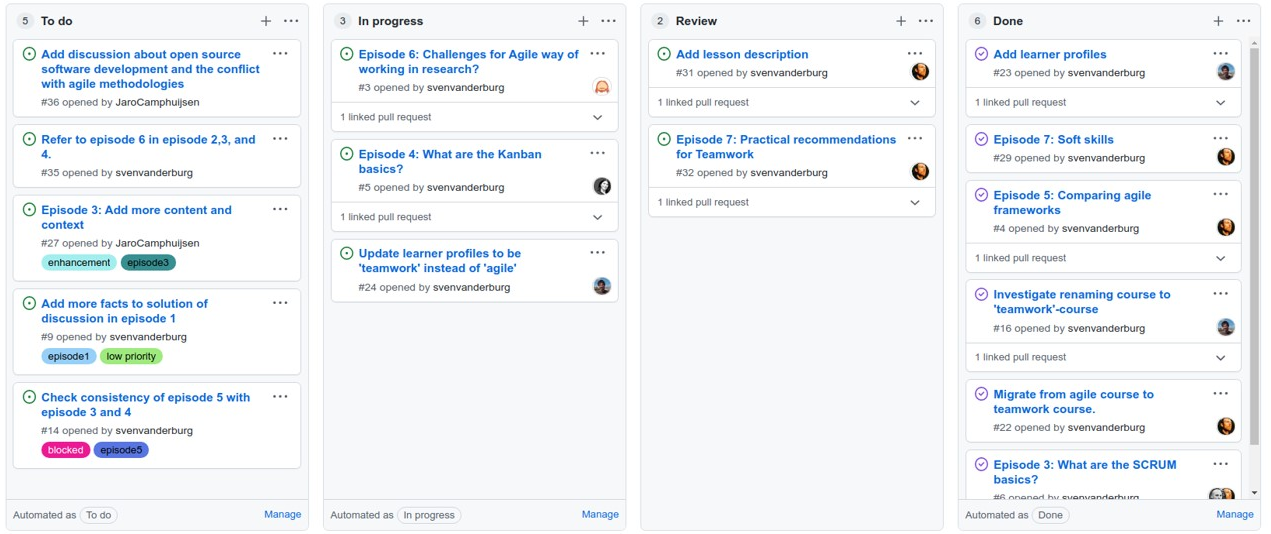 5 To do
Add discussion about open source
software development and the conflict
with agile methodologies
#36 opened by JaroCamphuijsen
Refer to episode 6 in episode 2,3, and
4.
#35 opened by svenvanderburg
Episode 3: Add more content and
context
#27 opened by JaroCamphuijsen
enhancement episode3
Add more facts to solution of
discussion in episode 1
#9 opened by svenvanderburg
episode1 low priority
Check consistency of episode 5 with
episode 3 and 4
#14 opened by svenvanderburg
blocked episode5
Automated as To do Manage
3 In progress
Episode 6: Challenges for Agile way of
working in research?
#3 opened by svenvanderburg
1 linked pull request
Episode 4: What are the Kanban
basics?
#5 opened by svenvanderburg
1 linked pull request
Update learner profiles to be
'teamwork' instead of 'agile'
#24 opened by svenvanderburg
Automated as In progress Manage
2 Review
Add lesson description
#31 opened by svenvanderburg
1 linked pull request
Episode 7: Practical recommendations
for Teamwork
#32 opened by svenvanderburg
1 linked pull request
6 Done
Add learner profiles
#23 opened by svenvanderburg
1 linked pull request
Episode 7: Soft skills
#29 opened by svenvanderburg
Episode 5: Comparing agile
frameworks
#4 opened by svenvanderburg
1 linked pull request
Investigate renaming course to
'teamwork'-course
#16 opened by svenvanderburg
1 linked pull request
Migrate from agile course to
teamwork course.
#22 opened by svenvanderburg
Episode 3: What are the SCRUM
basics?
#6 opened by svenvanderburg
Automated as Done Manage